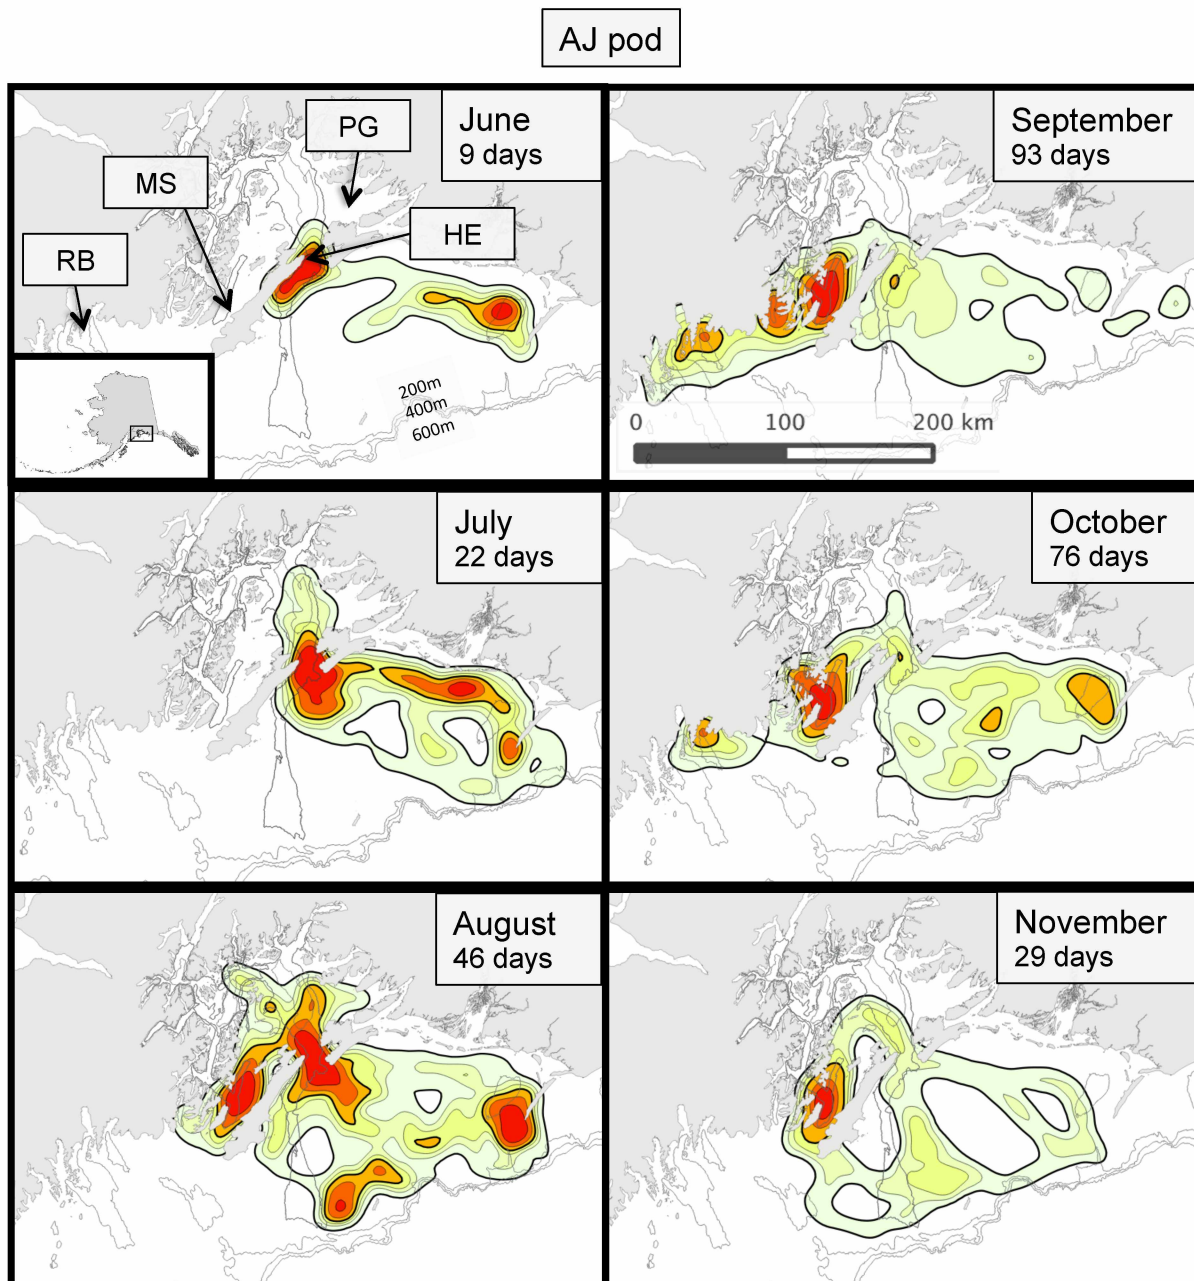 AJ pod
June
9 days
PG
MS
HE
RB
200m
400m
600m
September
93 days
0 100 200 km
July
22 days
October
76 days
August
46 days
November
29 days